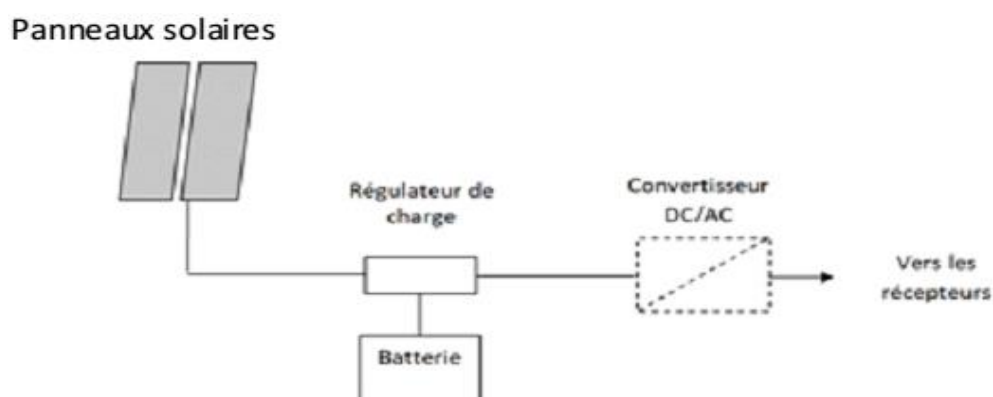 Panneaux solaires
Régulateur de
charge
Convertisseur
DC/AC
Vers les
récepteurs
Batterie